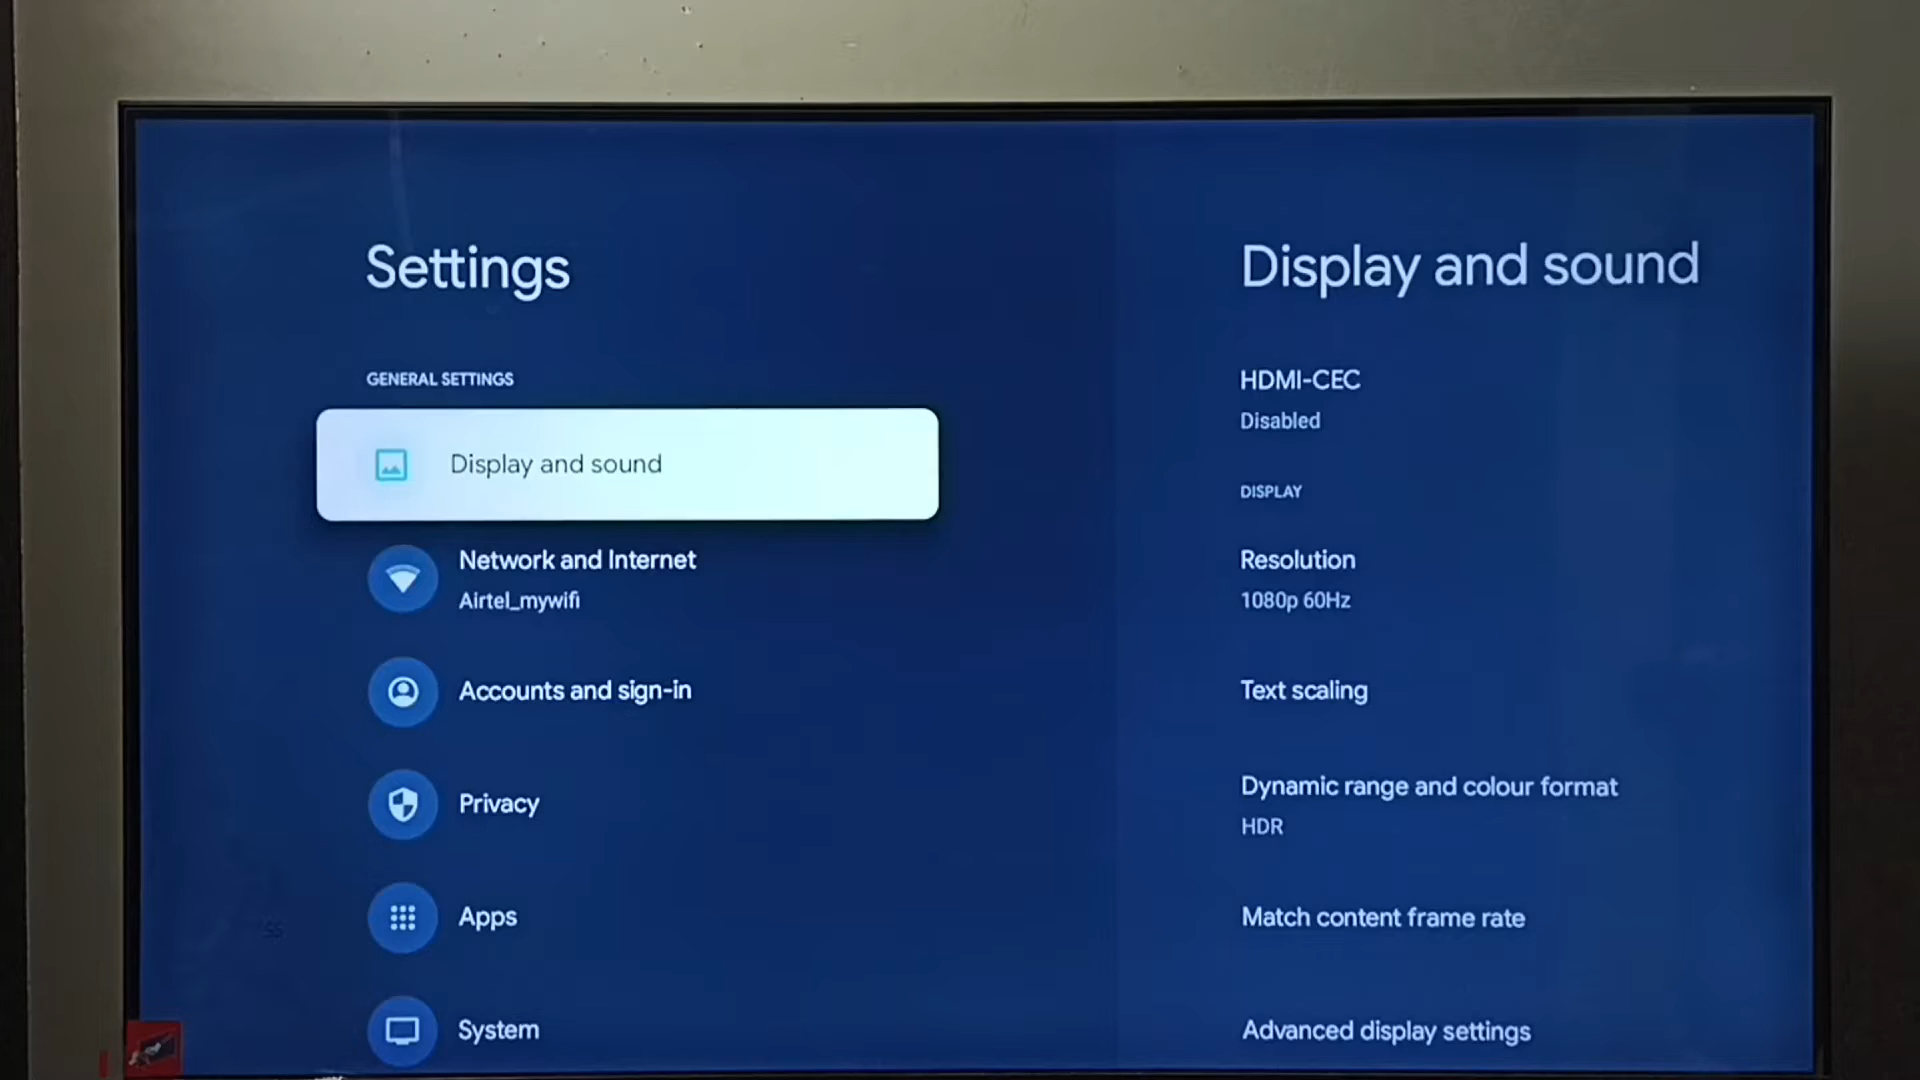 Settings
GENERAL SETTINGS
Display and sound
Network and Internet
Airtel_mywifi
Accounts and sign-in
Privacy
Apps
System
Display and sound
HDMI-CEC
Disabled
DISPLAY
Resolution
1080p 60Hz
Text scaling
Dynamic range and colour format
HDR
Match content frame rate
Advanced display settings